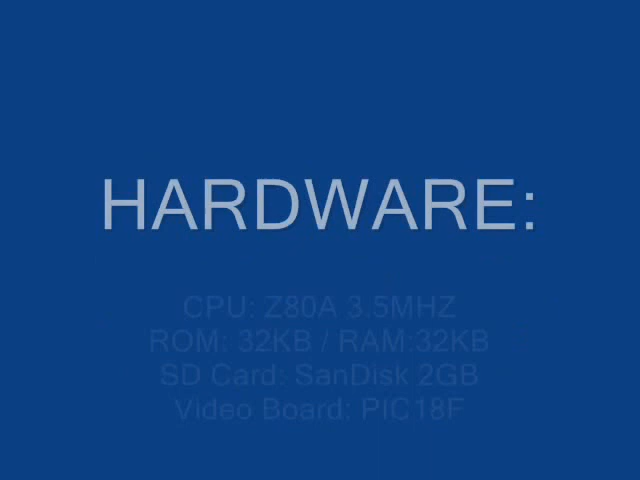 HARDWARE:
CPU: Z80A 3.5MHZ
ROM: 32KB / RAM:32KB
SD Card: SanDisk 2GB
Video Board: PIC18F